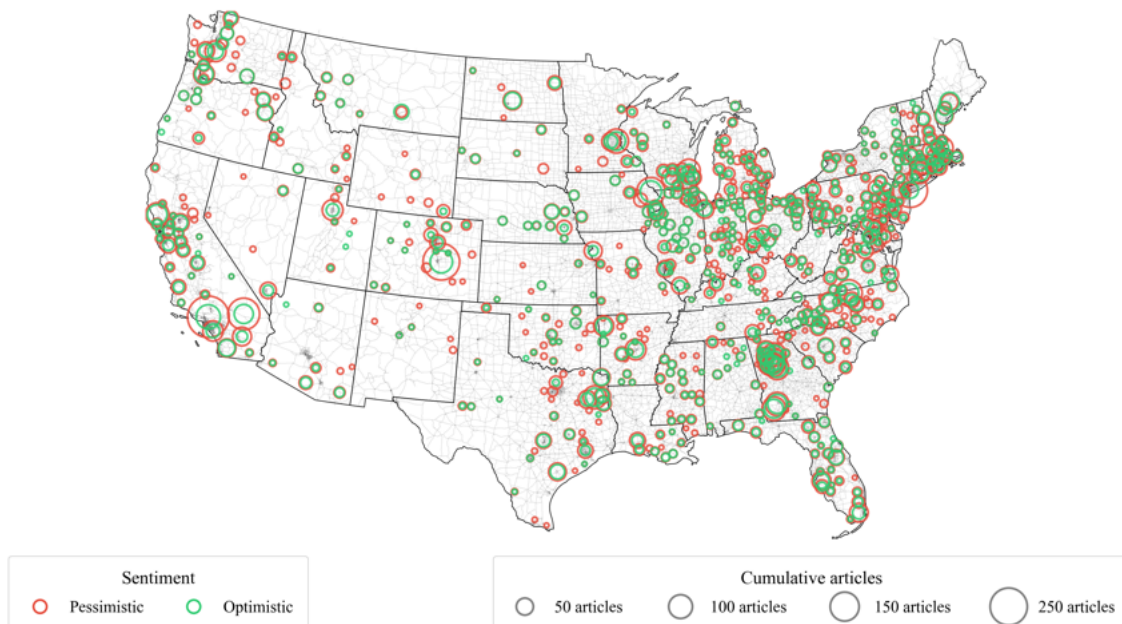 Sentiment
Pessimistic
Optimistic
Cumulative articles
50 articles
100 articles
150 articles
250 articles